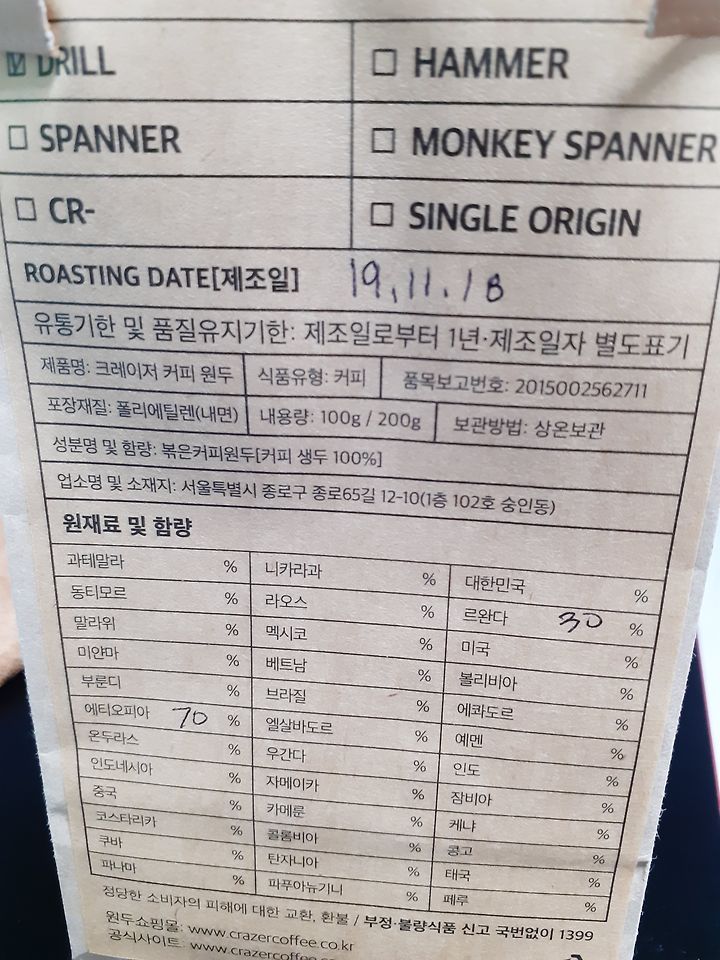 ☑ DRILL ☐ HAMMER
☐ SPANNER ☐ MONKEY SPANNER
☐ CR- ☐ SINGLE ORIGIN
ROASTING DATE[제조일] 19.11.18
유통기한 및 품질유지기한: 제조일로부터 1년·제조일자 별도표기
제품명: 크레이저 커피 원두 식품유형: 커피 품목보고번호: 2015002562711
포장재질: 폴리에틸렌(내면) 내용량: 100g / 200g 보관방법: 상온보관
성분명 및 함량: 볶은커피원두[커피 생두 100%]
업소명 및 소재지: 서울특별시 종로구 종로65길 12-10(1층 102호 숭인동)
원재료 및 함량
과테말라 % 니카라과 % 대한민국 %
동티모르 % 라오스 % 르완다 30 %
말라위 % 멕시코 % 미국 %
미얀마 % 베트남 % 볼리비아 %
부룬디 % 브라질 % 에콰도르 %
에티오피아 70 % 엘살바도르 % 예멘 %
온두라스 % 우간다 % 인도 %
인도네시아 % 자메이카 % 잠비아 %
중국 % 카메룬 % 케냐 %
코스타리카 % 콜롬비아 % 콩고 %
쿠바 % 탄자니아 % 태국 %
파나마 % 파푸아뉴기니 % 페루 %
정당한 소비자의 피해에 대한 교환, 환불 / 부정·불량식품 신고 국번없이 1399
원두쇼핑몰: www.crazercoffee.co.kr
공식사이트: www.crazercoffee.co